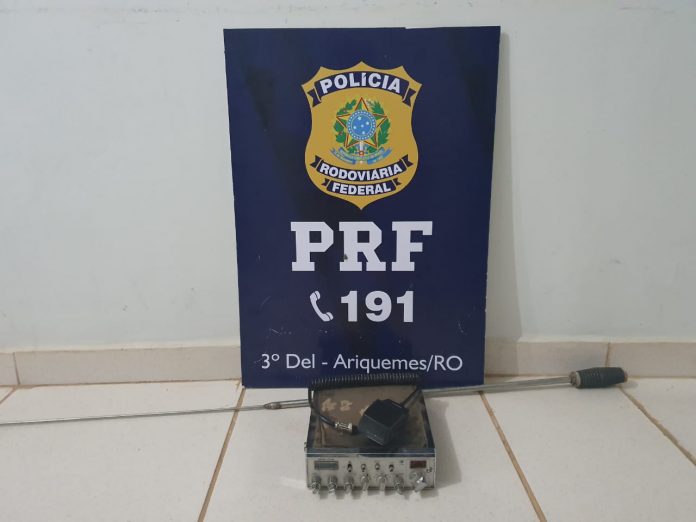 POLÍCIA
RODOVIÁRIA
FEDERAL
PRF
191
3º Del - Ariquemes/RO